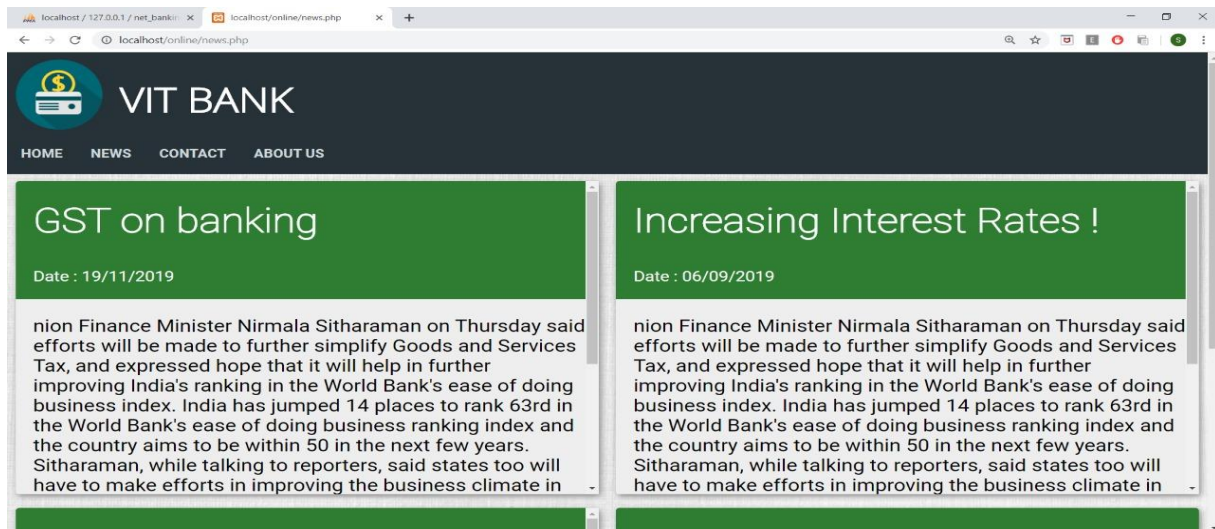 localhost / 127.0.0.1 / net_bankin
localhost/online/news.php
localhost/online/news.php
S
VIT BANK
HOME NEWS CONTACT ABOUT US
GST on banking
Date : 19/11/2019
nion Finance Minister Nirmala Sitharaman on Thursday said
efforts will be made to further simplify Goods and Services
Tax, and expressed hope that it will help in further
improving India's ranking in the World Bank's ease of doing
business index. India has jumped 14 places to rank 63rd in
the World Bank's ease of doing business ranking index and
the country aims to be within 50 in the next few years.
Sitharaman, while talking to reporters, said states too will
have to make efforts in improving the business climate in
Increasing Interest Rates !
Date : 06/09/2019
nion Finance Minister Nirmala Sitharaman on Thursday said
efforts will be made to further simplify Goods and Services
Tax, and expressed hope that it will help in further
improving India's ranking in the World Bank's ease of doing
business index. India has jumped 14 places to rank 63rd in
the World Bank's ease of doing business ranking index and
the country aims to be within 50 in the next few years.
Sitharaman, while talking to reporters, said states too will
have to make efforts in improving the business climate in